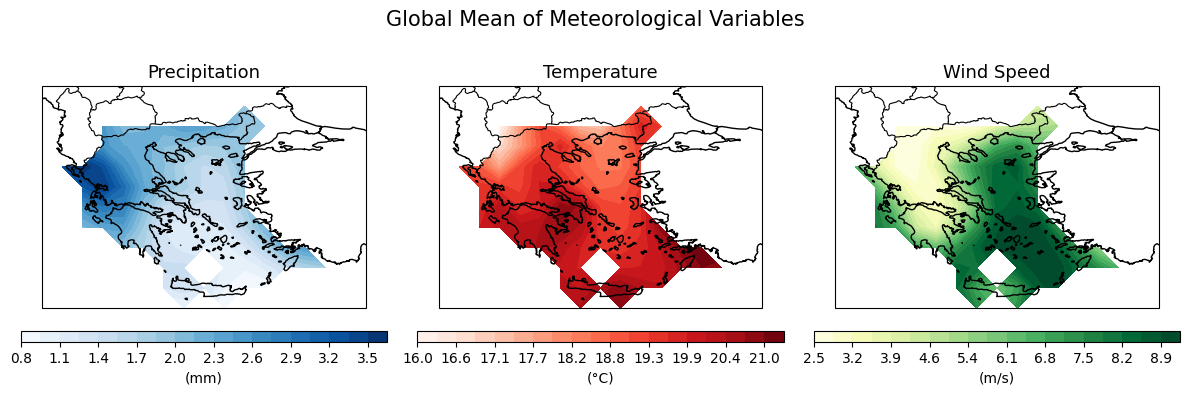 Global Mean of Meteorological Variables
Precipitation
Temperature
Wind Speed
0.8 1.1 1.4 1.7 2.0 2.3 2.6 2.9 3.2 3.5
(mm)
16.0 16.6 17.1 17.7 18.2 18.8 19.3 19.9 20.4 21.0
(°C)
2.5 3.2 3.9 4.6 5.4 6.1 6.8 7.5 8.2 8.9
(m/s)